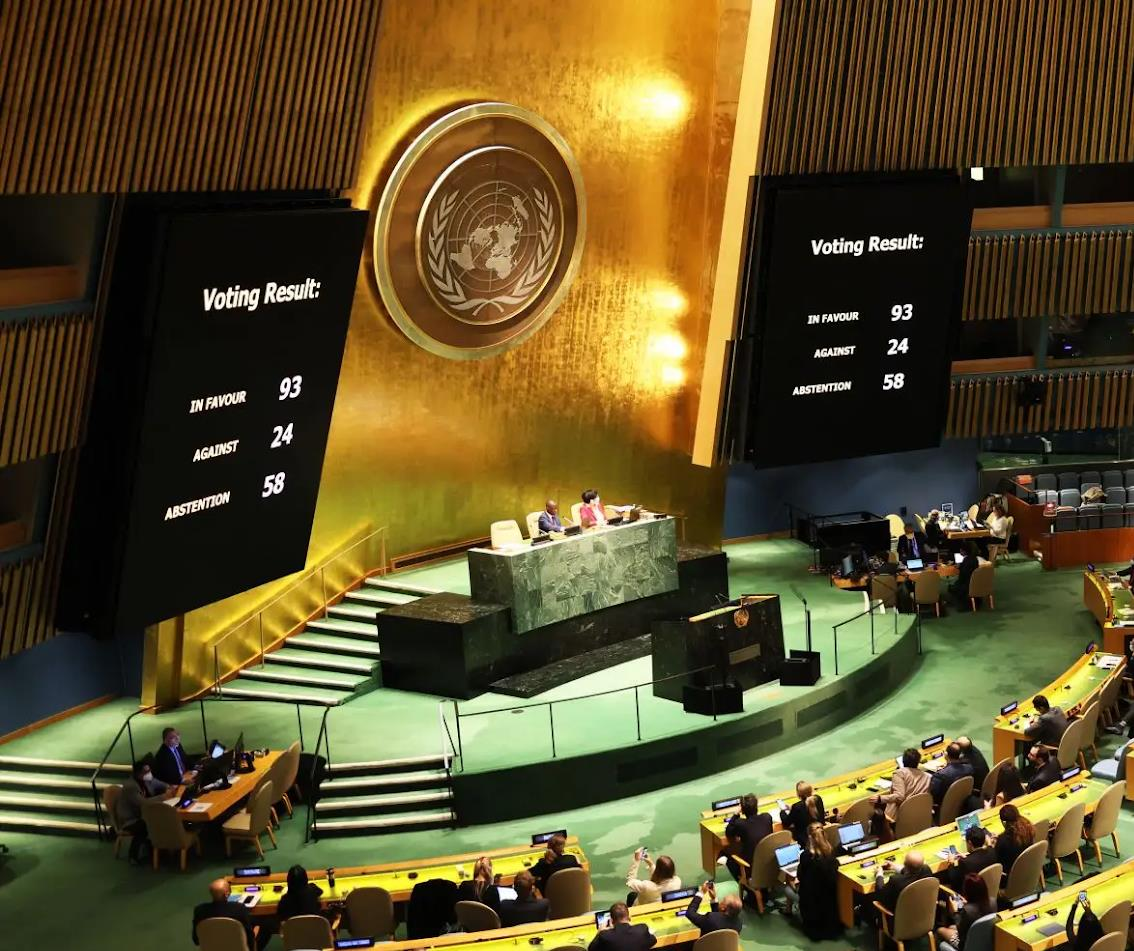 Voting Result:
IN FAVOUR 93
AGAINST 24
ABSTENTION 58
Voting Result:
IN FAVOUR 93
AGAINST 24
ABSTENTION 58